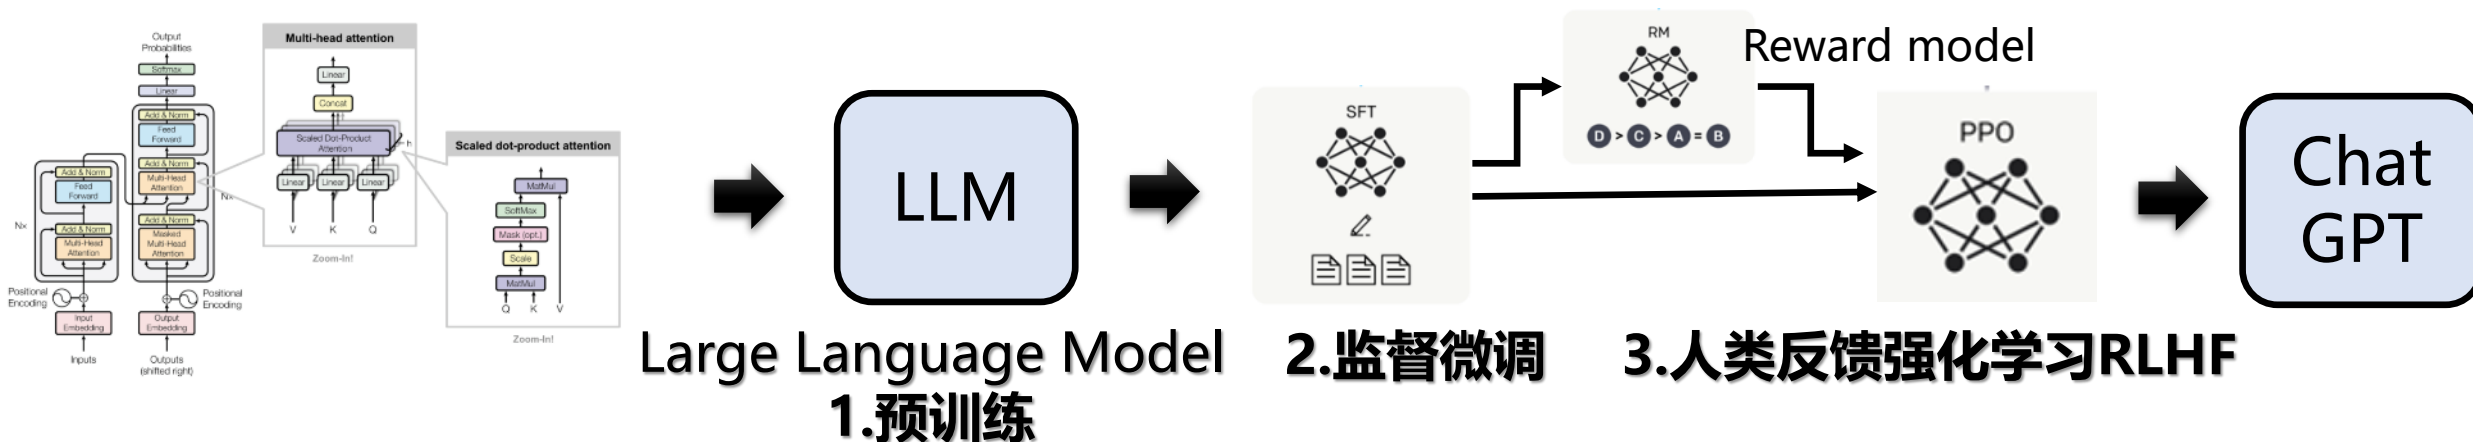 Output
Probabilities
Softmax
Linear
Add & Norm
Feed
Forward
Add & Norm
Multi-Head
Attention
Nx
Add & Norm
Masked
Multi-Head
Attention
Add & Norm
Feed
Forward
Nx
Add & Norm
Multi-Head
Attention
Positional
Encoding
Positional
Encoding
Input
Embedding
Output
Embedding
Inputs
Outputs
(shifted right)
Multi-head attention
Linear
Concat
Scaled Dot-Product
Attention
h
Linear
Linear
Linear
V K Q
Zoom-In!
Scaled dot-product attention
MatMul
SoftMax
Mask (opt.)
Scale
MatMul
Q K V
Zoom-In!
LLM
Large Language Model
1.预训练
SFT
2.监督微调
RM
D > C > A = B
Reward model
PPO
3.人类反馈强化学习RLHF
Chat
GPT